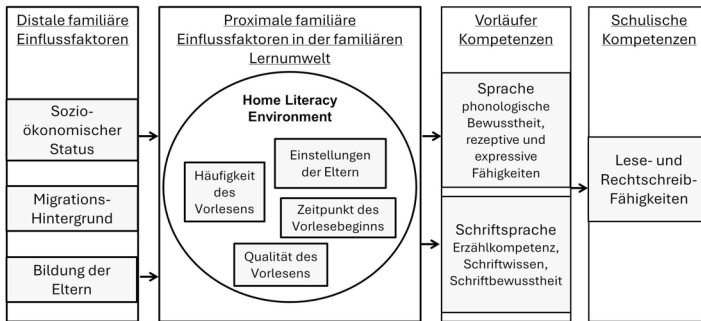 Distale familiäre
Einflussfaktoren
Sozio-
ökonomischer
Status
Migrations-
Hintergrund
Bildung der
Eltern
Proximale familiäre
Einflussfaktoren in der familiären
Lernumwelt
Home Literacy
Environment
Einstellungen
der Eltern
Häufigkeit
des
Vorlesens
Zeitpunkt des
Vorlesebeginns
Qualität des
Vorlesens
Vorläufer
Kompetenzen
Sprache
phonologische
Bewusstheit,
rezeptive und
expressive
Fähigkeiten
Schriftsprache
Erzählkompetenz,
Schriftwissen,
Schriftbewusstheit
Schulische
Kompetenzen
Lese- und
Rechtschreib-
Fähigkeiten